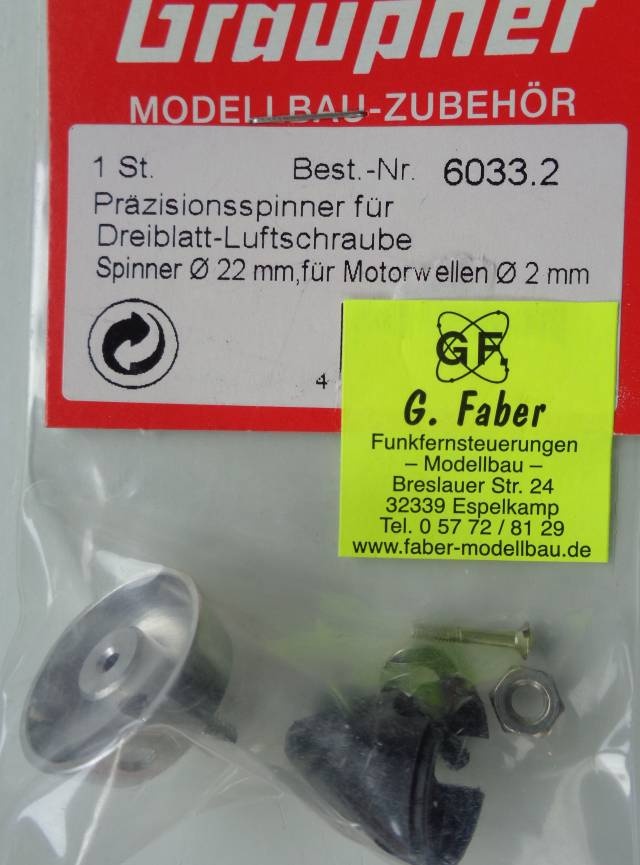 Graupner
MODELLBAU-ZUBEHÖR
1 St. Best.-Nr. 6033.2
Präzisionsspinner für
Dreiblatt-Luftschraube
Spinner Ø 22 mm,für Motorwellen Ø 2 mm
4
GF
G. Faber
Funkfernsteuerungen
– Modellbau –
Breslauer Str. 24
32339 Espelkamp
Tel. 0 57 72 / 81 29
www.faber-modellbau.de